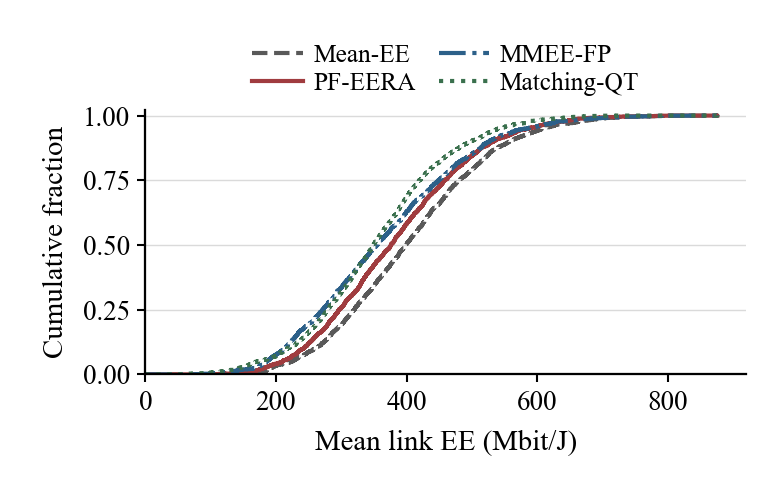 Mean-EE
MMEE-FP
PF-EERA
Matching-QT
1.00
0.75
0.50
0.25
0.00
Cumulative fraction
0
200
400
600
800
Mean link EE (Mbit/J)